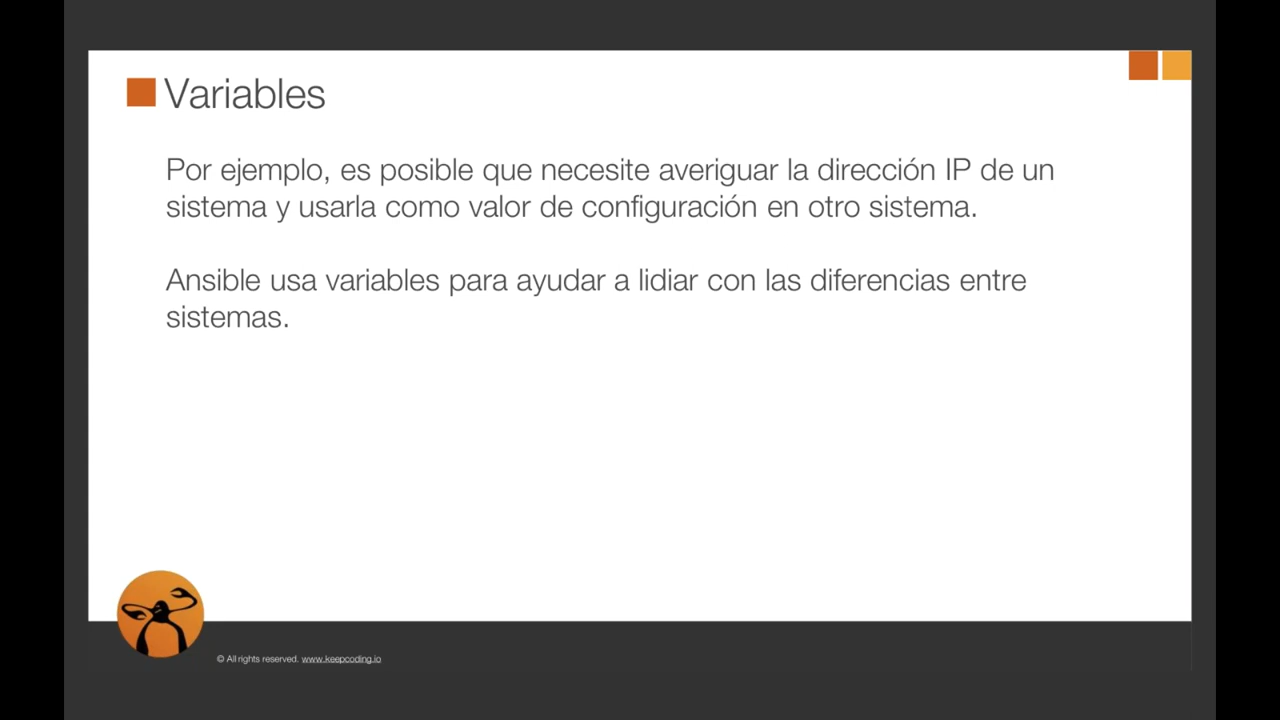 Variables
Por ejemplo, es posible que necesite averiguar la dirección IP de un
sistema y usarla como valor de configuración en otro sistema.
Ansible usa variables para ayudar a lidiar con las diferencias entre
sistemas.
© All rights reserved. www.keepcoding.io